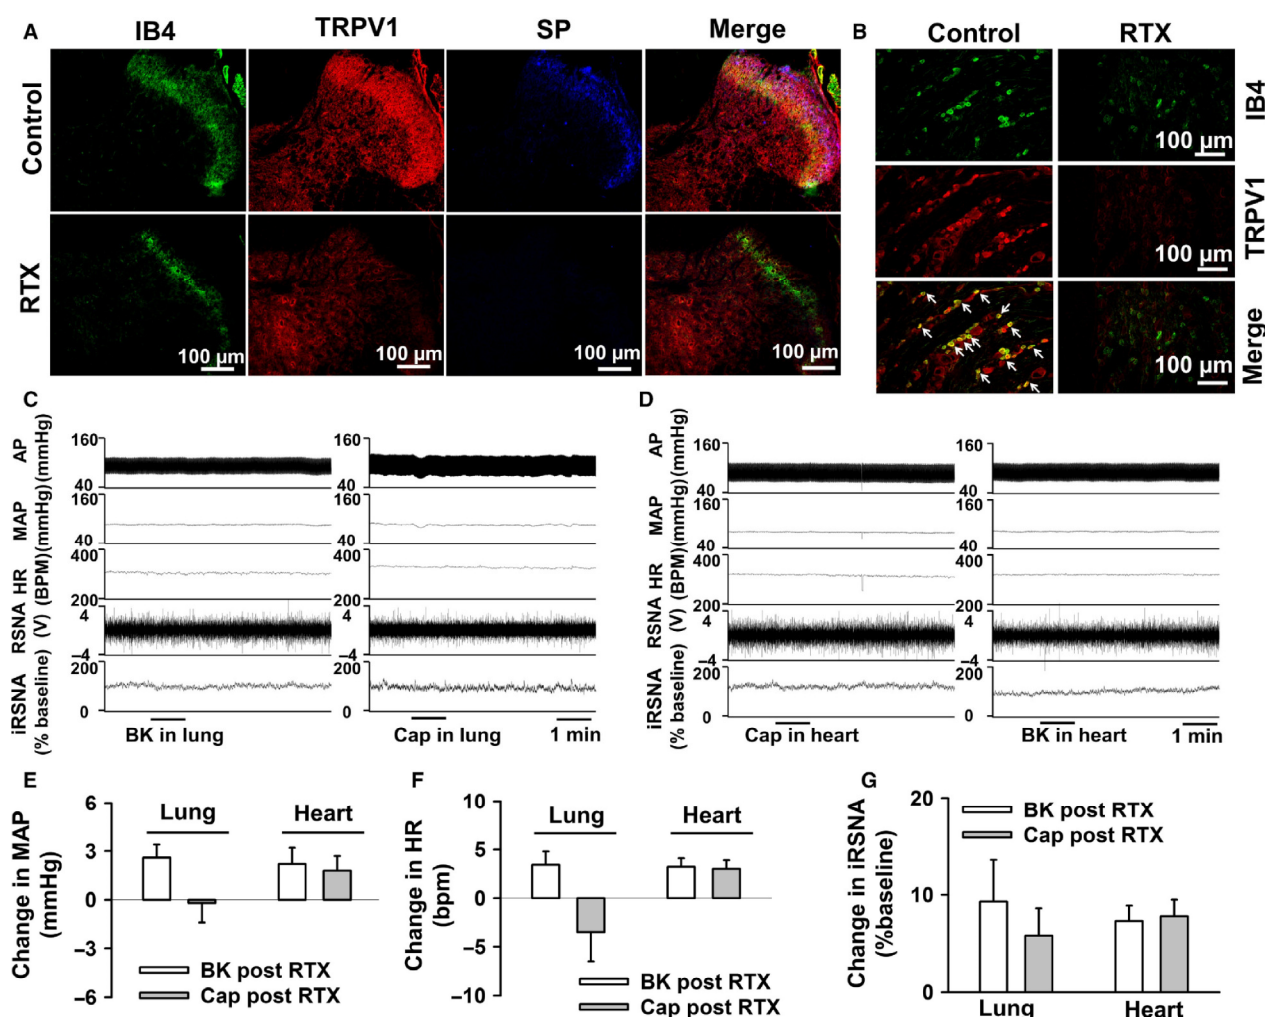 A
IB4
TRPV1
SP
Merge
Control
RTX
100 µm
100 µm
100 µm
100 µm
B
Control
RTX
IB4
TRPV1
Merge
100 µm
100 µm
100 µm
C
AP
(mmHg)
160
40
MAP
(mmHg)
160
40
HR
(BPM)
400
200
RSNA
(V)
4
−4
iRSNA
(% baseline)
200
0
BK in lung
160
40
160
40
400
200
4
−4
200
0
Cap in lung
1 min
D
AP
(mmHg)
160
40
MAP
(mmHg)
160
40
HR
(BPM)
400
200
RSNA
(V)
4
−4
iRSNA
(% baseline)
200
0
Cap in heart
160
40
160
40
400
200
4
−4
200
0
BK in heart
1 min
E
Change in MAP
(mmHg)
6
3
0
−3
−6
Lung
Heart
BK post RTX
Cap post RTX
F
Change in HR
(bpm)
10
5
0
−5
−10
Lung
Heart
BK post RTX
Cap post RTX
G
Change in iRSNA
(%baseline)
20
10
0
BK post RTX
Cap post RTX
Lung
Heart